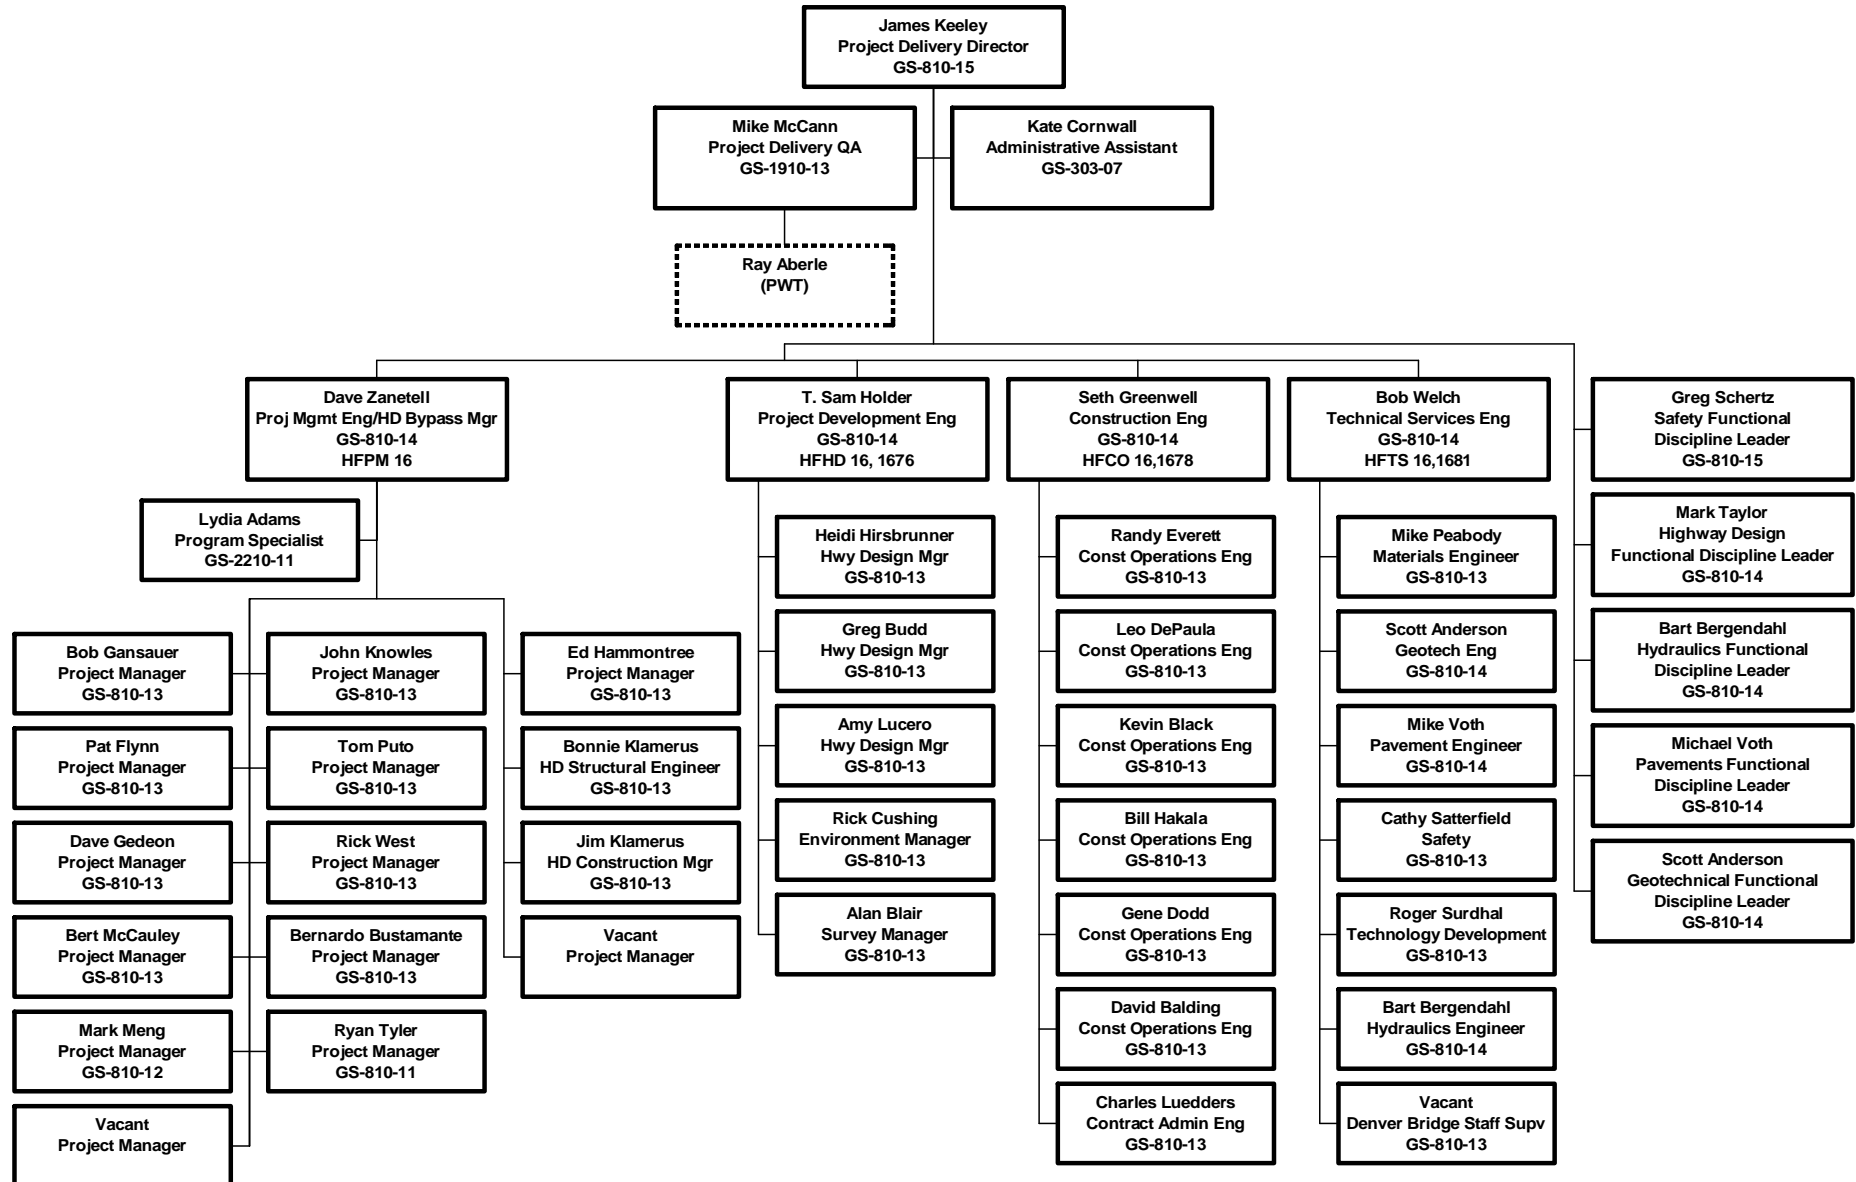 James Keeley
Project Delivery Director
GS-810-15
Mike McCann
Project Delivery QA
GS-1910-13
Kate Cornwall
Administrative Assistant
GS-303-07
Ray Aberle
(PWT)
Dave Zanetell
Proj Mgmt Eng/HD Bypass Mgr
GS-810-14
HFPM 16
T. Sam Holder
Project Development Eng
GS-810-14
HFHD 16, 1676
Seth Greenwell
Construction Eng
GS-810-14
HFCO 16,1678
Bob Welch
Technical Services Eng
GS-810-14
HFTS 16,1681
Greg Schertz
Safety Functional
Discipline Leader
GS-810-15
Lydia Adams
Program Specialist
GS-2210-11
Bob Gansauer
Project Manager
GS-810-13
Pat Flynn
Project Manager
GS-810-13
Dave Gedeon
Project Manager
GS-810-13
Bert McCauley
Project Manager
GS-810-13
Mark Meng
Project Manager
GS-810-12
Vacant
Project Manager
John Knowles
Project Manager
GS-810-13
Tom Puto
Project Manager
GS-810-13
Rick West
Project Manager
GS-810-13
Bernardo Bustamante
Project Manager
GS-810-13
Ryan Tyler
Project Manager
GS-810-11
Ed Hammontree
Project Manager
GS-810-13
Bonnie Klamerus
HD Structural Engineer
GS-810-13
Jim Klamerus
HD Construction Mgr
GS-810-13
Vacant
Project Manager
Heidi Hirsbrunner
Hwy Design Mgr
GS-810-13
Greg Budd
Hwy Design Mgr
GS-810-13
Amy Lucero
Hwy Design Mgr
GS-810-13
Rick Cushing
Environment Manager
GS-810-13
Alan Blair
Survey Manager
GS-810-13
Randy Everett
Const Operations Eng
GS-810-13
Leo DePaula
Const Operations Eng
GS-810-13
Kevin Black
Const Operations Eng
GS-810-13
Bill Hakala
Const Operations Eng
GS-810-13
Gene Dodd
Const Operations Eng
GS-810-13
David Balding
Const Operations Eng
GS-810-13
Charles Luedders
Contract Admin Eng
GS-810-13
Mike Peabody
Materials Engineer
GS-810-13
Scott Anderson
Geotech Eng
GS-810-14
Mike Voth
Pavement Engineer
GS-810-14
Cathy Satterfield
Safety
GS-810-13
Roger Surdhal
Technology Development
GS-810-13
Bart Bergendahl
Hydraulics Engineer
GS-810-14
Vacant
Denver Bridge Staff Supv
GS-810-13
Mark Taylor
Highway Design
Functional Discipline Leader
GS-810-14
Bart Bergendahl
Hydraulics Functional
Discipline Leader
GS-810-14
Michael Voth
Pavements Functional
Discipline Leader
GS-810-14
Scott Anderson
Geotechnical Functional
Discipline Leader
GS-810-14